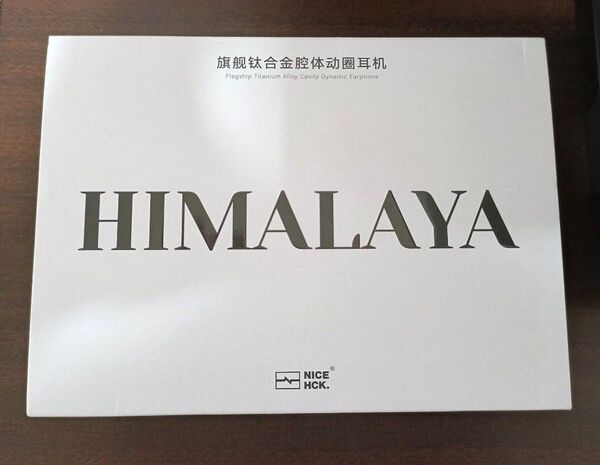 旗舰钛合金腔体动圈耳机
Flagship Titanium Alloy Cavity Dynamic Earphone
HIMALAYA
NICE
HCK.
®